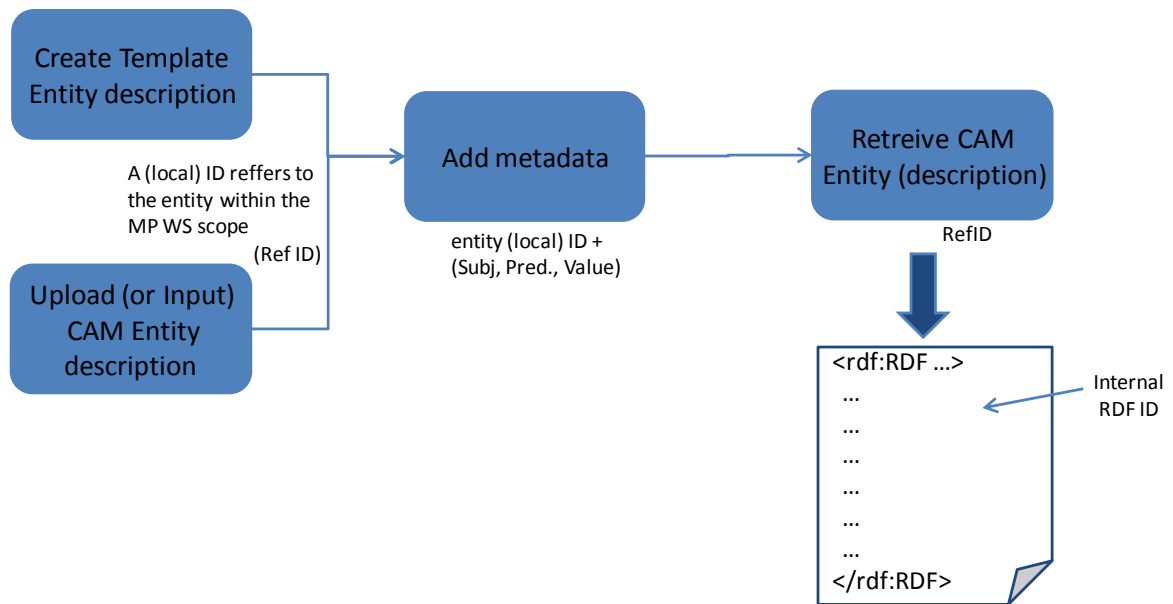 Create Template
Entity description
A (local) ID reffers to
the entity within the
MP WS scope
(Ref ID)
Upload (or Input)
CAM Entity
description
Add metadata
entity (local) ID +
(Subj, Pred., Value)
Retreive CAM
Entity (description)
RefID
<rdf:RDF ...>
...
...
...
...
...
...
</rdf:RDF>
Internal
RDF ID